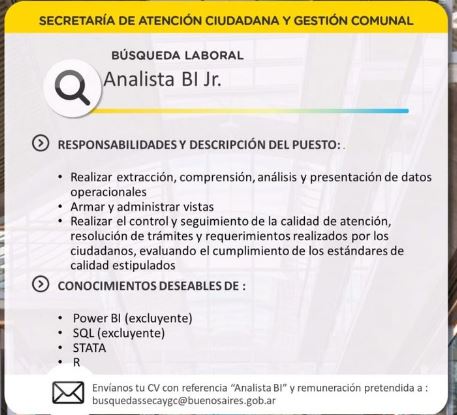 SECRETARÍA DE ATENCIÓN CIUDADANA Y GESTIÓN COMUNAL
BÚSQUEDA LABORAL
Analista BI Jr.
RESPONSABILIDADES Y DESCRIPCIÓN DEL PUESTO: .
• Realizar extracción, comprensión, análisis y presentación de datos
operacionales
• Armar y administrar vistas
• Realizar el control y seguimiento de la calidad de atención,
resolución de trámites y requerimientos realizados por los
ciudadanos, evaluando el cumplimiento de los estándares de
calidad estipulados
CONOCIMIENTOS DESEABLES DE :
• Power BI (excluyente)
• SQL (excluyente)
• STATA
• R
Envíanos tu CV con referencia “Analista BI” y remuneración pretendida a :
busquedassecaygc@buenosaires.gob.ar